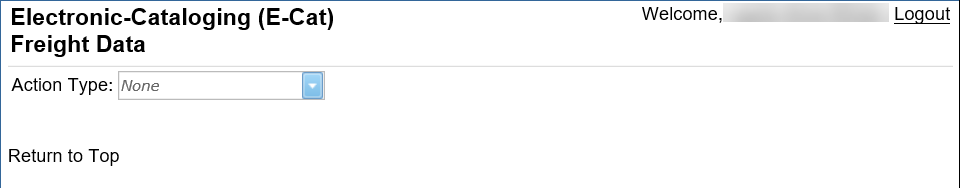 Electronic-Cataloging (E-Cat)
Freight Data
Welcome, Logout
Action Type: None
Return to Top